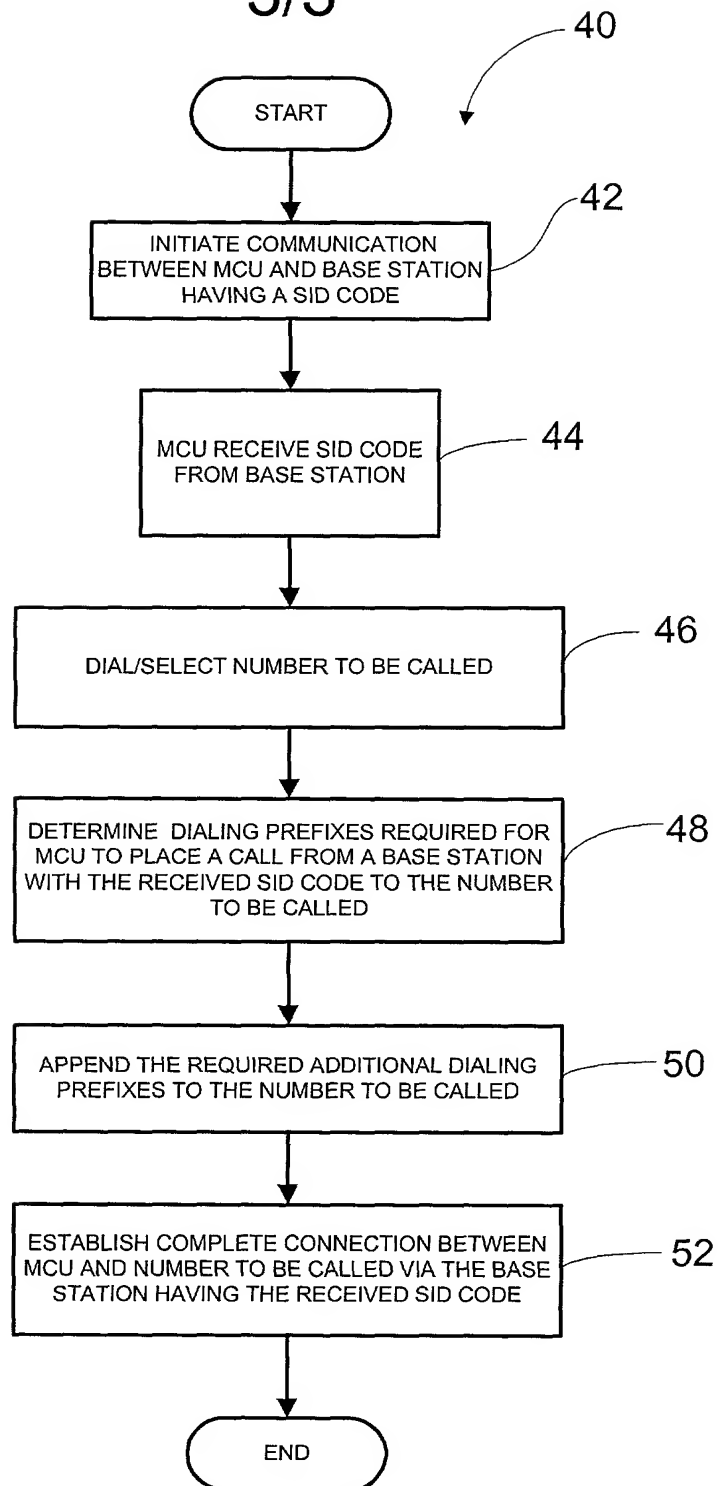 3/3
40
START
42
INITIATE COMMUNICATION
BETWEEN MCU AND BASE STATION
HAVING A SID CODE
44
MCU RECEIVE SID CODE
FROM BASE STATION
46
DIAL/SELECT NUMBER TO BE CALLED
48
DETERMINE DIALING PREFIXES REQUIRED FOR
MCU TO PLACE A CALL FROM A BASE STATION
WITH THE RECEIVED SID CODE TO THE NUMBER
TO BE CALLED
50
APPEND THE REQUIRED ADDITIONAL DIALING
PREFIXES TO THE NUMBER TO BE CALLED
52
ESTABLISH COMPLETE CONNECTION BETWEEN
MCU AND NUMBER TO BE CALLED VIA THE BASE
STATION HAVING THE RECEIVED SID CODE
END